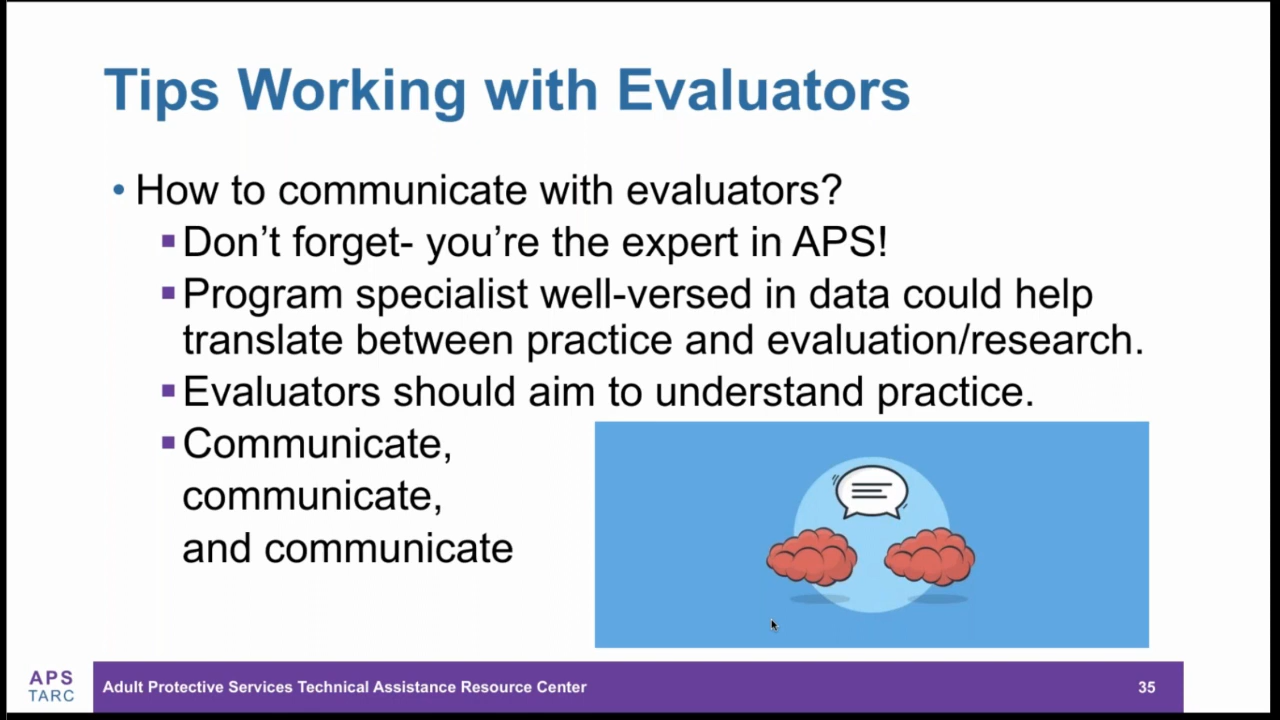 Tips Working with Evaluators
• How to communicate with evaluators?
▪ Don’t forget- you’re the expert in APS!
▪ Program specialist well-versed in data could help
translate between practice and evaluation/research.
▪ Evaluators should aim to understand practice.
▪ Communicate,
communicate,
and communicate
APS
TARC
Adult Protective Services Technical Assistance Resource Center
35